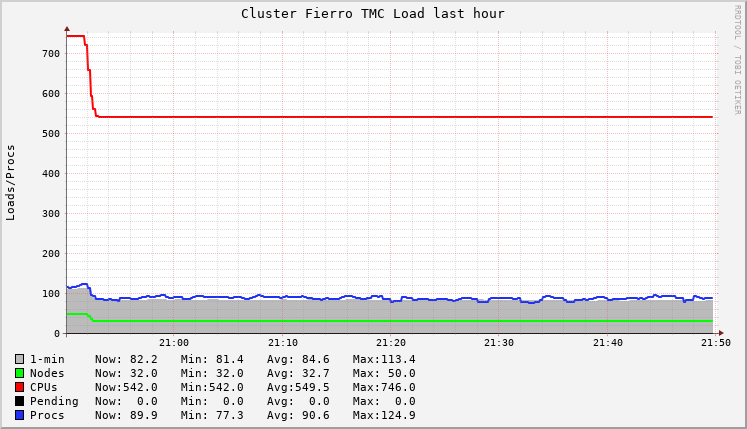 Cluster Fierro TMC Load last hour
RRDTOOL / TOBI OETIKER
Loads/Procs
700
600
500
400
300
200
100
0
21:00 21:10 21:20 21:30 21:40 21:50
1-min Now: 82.2 Min: 81.4 Avg: 84.6 Max:113.4
Nodes Now: 32.0 Min: 32.0 Avg: 32.7 Max: 50.0
CPUs Now:542.0 Min:542.0 Avg:549.5 Max:746.0
Pending Now: 0.0 Min: 0.0 Avg: 0.0 Max: 0.0
Procs Now: 89.9 Min: 77.3 Avg: 90.6 Max:124.9